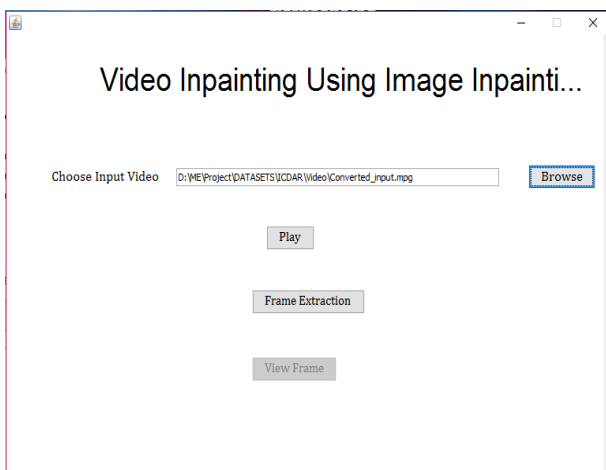 Video Inpainting Using Image Inpainti...
Choose Input Video D:\ME\Project\DATASETS\ICDAR\Video\Converted_input.mpg Browse
Play
Frame Extraction
View Frame